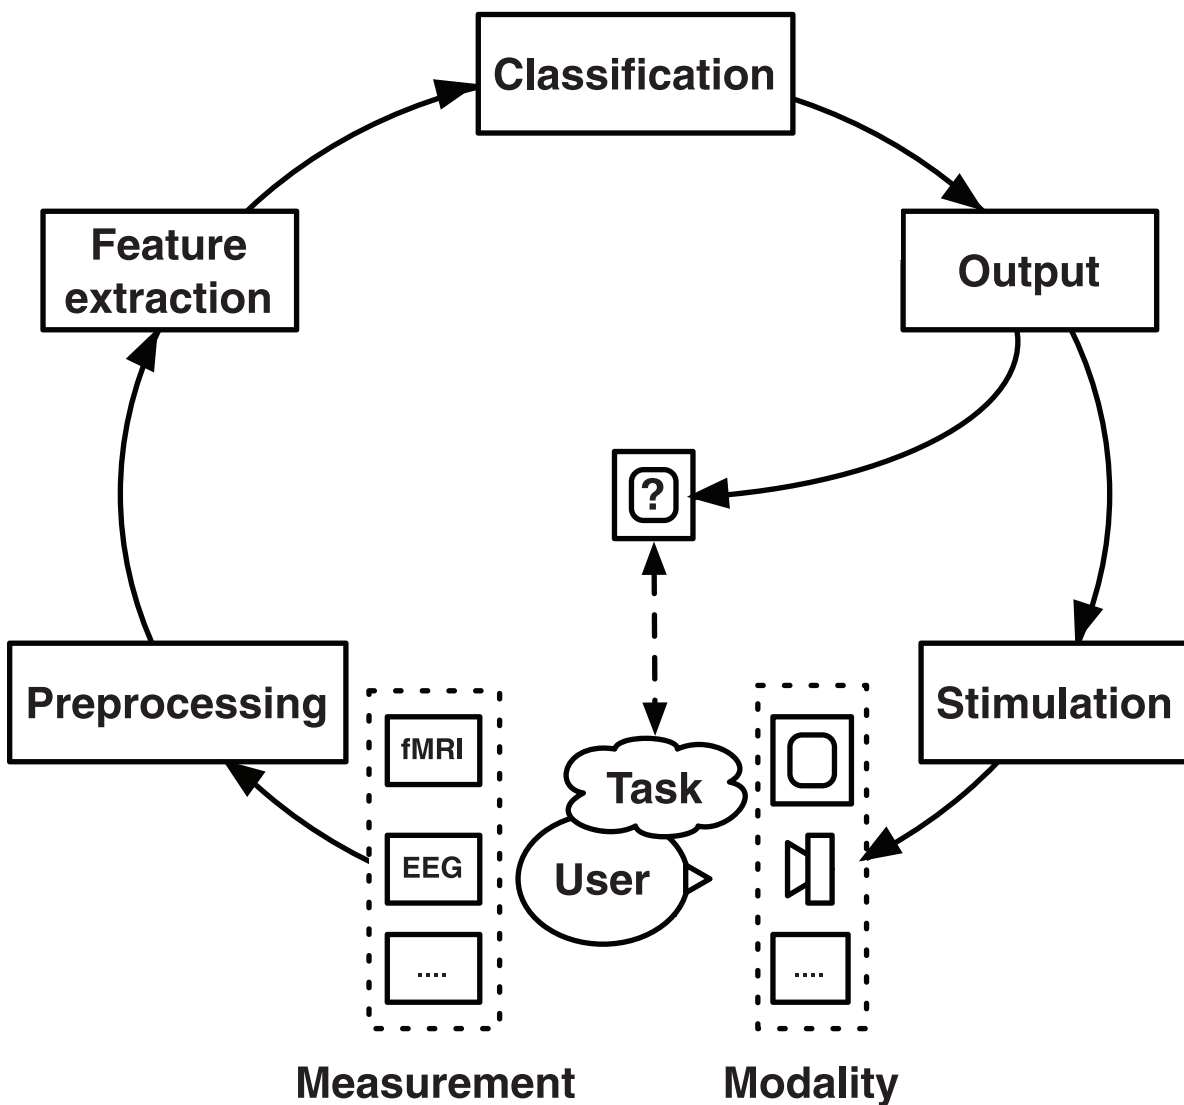 Classification
Feature
extraction
Output
?
Preprocessing
Stimulation
fMRI
Task
EEG
User
....
....
Measurement
Modality